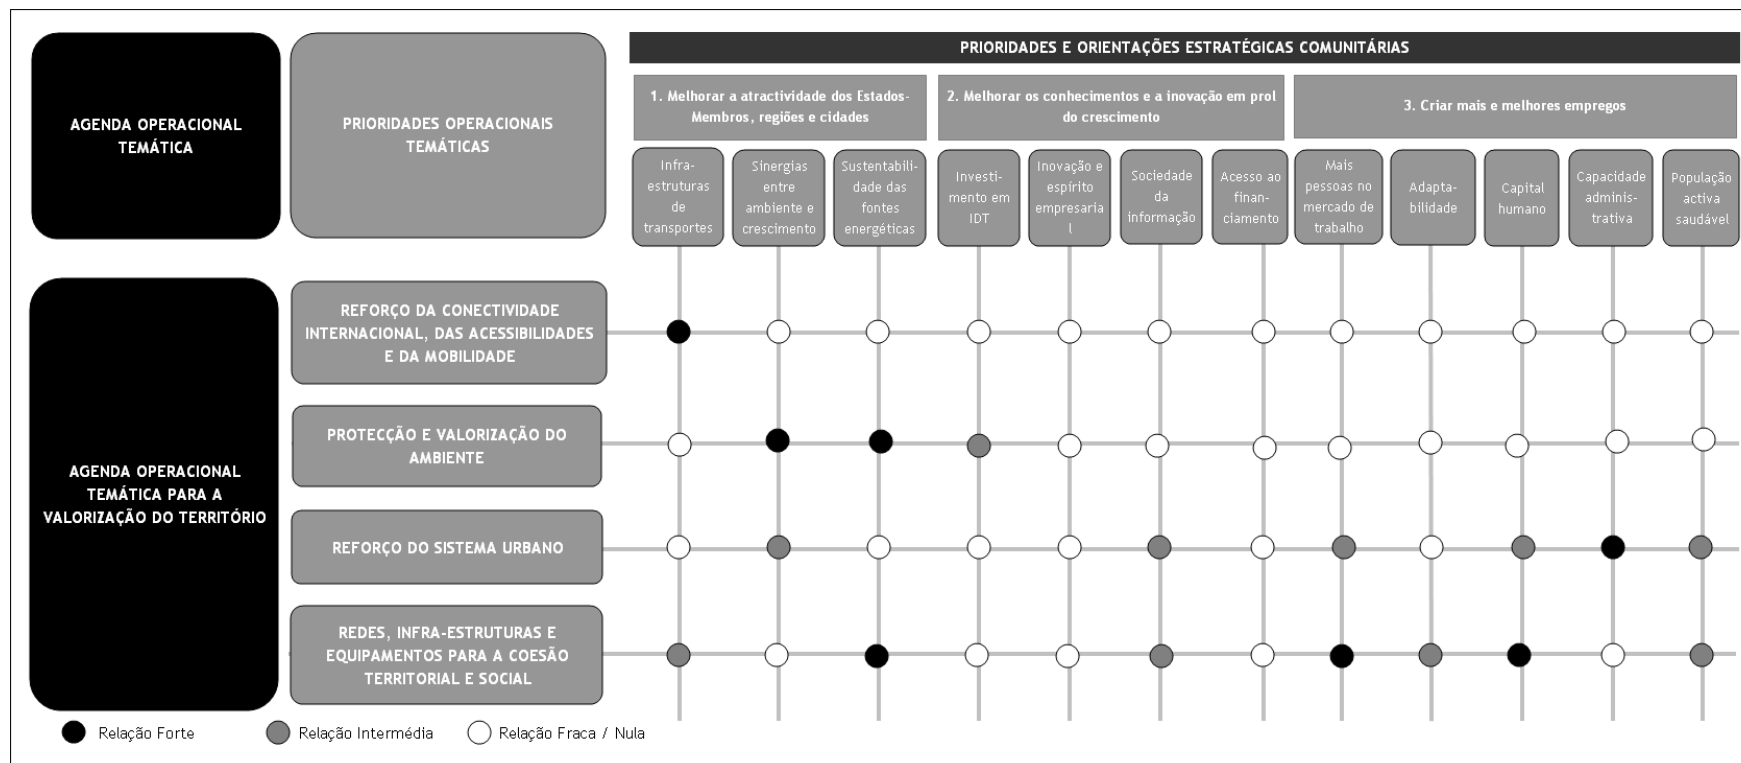 PRIORIDADES E ORIENTAÇÕES ESTRATÉGICAS COMUNITÁRIAS
AGENDA OPERACIONAL
TEMÁTICA
PRIORIDADES OPERACIONAIS
TEMÁTICAS
1. Melhorar a atractividade dos Estados-
Membros, regiões e cidades
2. Melhorar os conhecimentos e a inovação em prol
do crescimento
3. Criar mais e melhores empregos
Infra-
estruturas
de
transportes
Sinergias
entre
ambiente e
crescimento
Sustentabili-
dade das
fontes
energéticas
Investi-
mento em
IDT
Inovação e
espírito
empresaria
l
Sociedade
da
informação
Acesso ao
finan-
ciamento
Mais
pessoas no
mercado de
trabalho
Adapta-
bilidade
Capital
humano
Capacidade
adminis-
trativa
População
activa
saudável
AGENDA OPERACIONAL
TEMÁTICA PARA A
VALORIZAÇÃO DO TERRITÓRIO
REFORÇO DA CONECTIVIDADE
INTERNACIONAL, DAS ACESSIBILIDADES
E DA MOBILIDADE
PROTECÇÃO E VALORIZAÇÃO DO
AMBIENTE
REFORÇO DO SISTEMA URBANO
REDES, INFRA-ESTRUTURAS E
EQUIPAMENTOS PARA A COESÃO
TERRITORIAL E SOCIAL
Relação Forte
Relação Intermédia
Relação Fraca / Nula